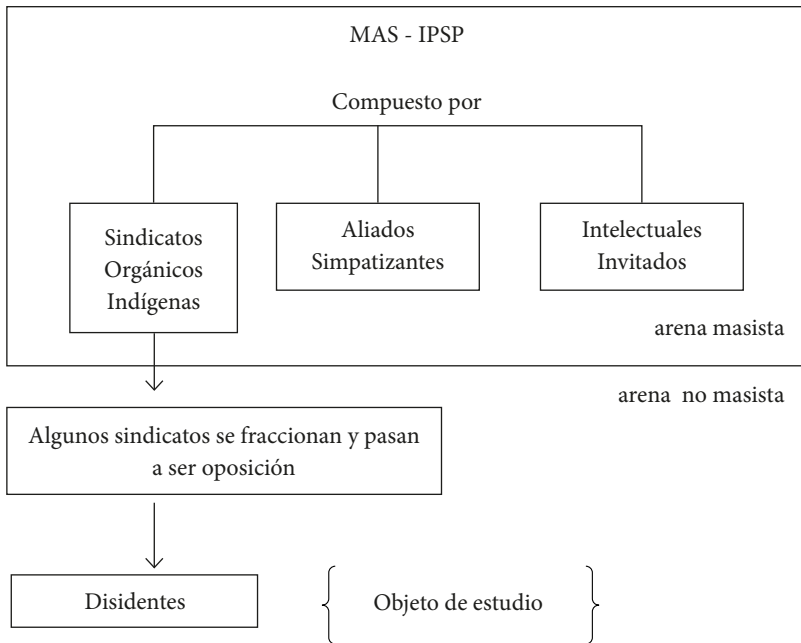 MAS - IPSP
Compuesto por
Sindicatos
Orgánicos
Indígenas
Aliados
Simpatizantes
Intelectuales
Invitados
arena masista
arena no masista
Algunos sindicatos se fraccionan y pasan
a ser oposición
Disidentes
Objeto de estudio